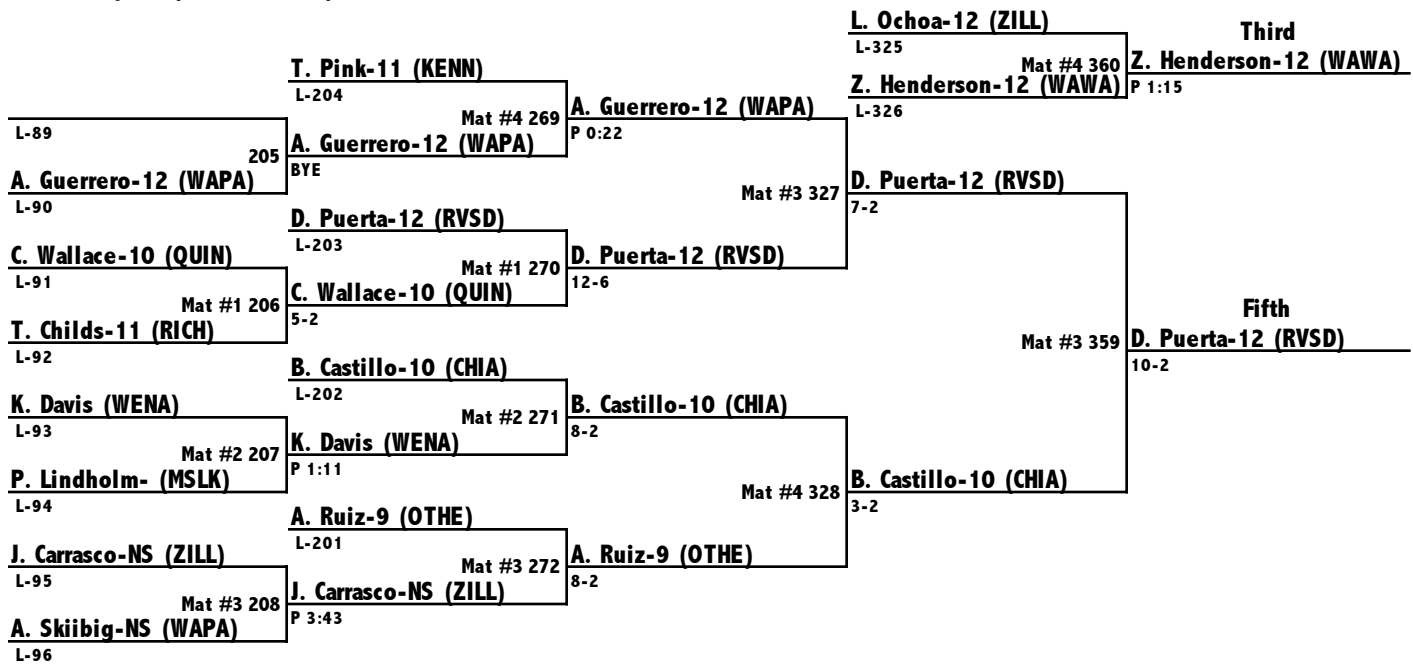 L. Ochoa-12 (ZILL)
L-325
Third
Mat #4 360
Z. Henderson-12 (WAWA)
P 1:15
Z. Henderson-12 (WAWA)
L-326
T. Pink-11 (KENN)
L-204
Mat #4 269
A. Guerrero-12 (WAPA)
P 0:22
L-89
205
A. Guerrero-12 (WAPA)
BYE
A. Guerrero-12 (WAPA)
L-90
Mat #3 327
D. Puerta-12 (RVSD)
7-2
D. Puerta-12 (RVSD)
L-203
C. Wallace-10 (QUIN)
L-91
Mat #1 270
D. Puerta-12 (RVSD)
12-6
Mat #1 206
C. Wallace-10 (QUIN)
5-2
T. Childs-11 (RICH)
L-92
Fifth
Mat #3 359
D. Puerta-12 (RVSD)
10-2
B. Castillo-10 (CHIA)
L-202
K. Davis (WENA)
L-93
Mat #2 271
B. Castillo-10 (CHIA)
8-2
Mat #2 207
K. Davis (WENA)
P 1:11
P. Lindholm- (MSLK)
L-94
Mat #4 328
B. Castillo-10 (CHIA)
3-2
A. Ruiz-9 (OTHE)
L-201
J. Carrasco-NS (ZILL)
L-95
Mat #3 272
A. Ruiz-9 (OTHE)
8-2
Mat #3 208
J. Carrasco-NS (ZILL)
P 3:43
A. Skiibig-NS (WAPA)
L-96